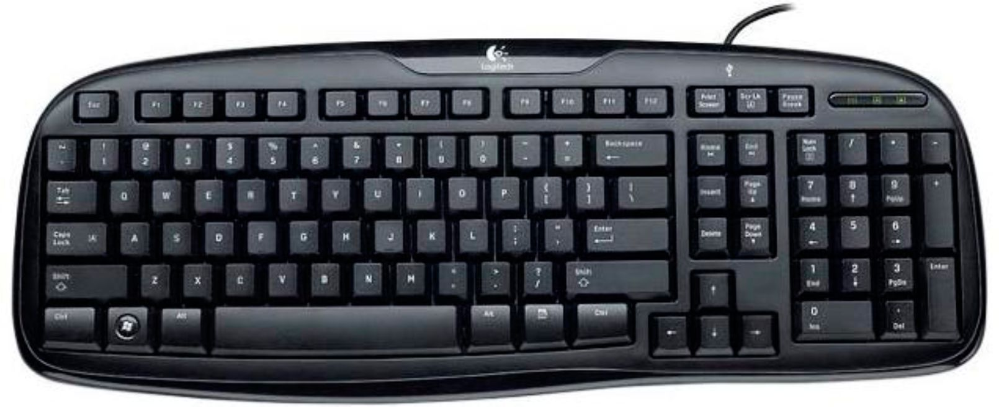 Logitech
Esc F1 F2 F3 F4 F5 F6 F7 F8 F9 F10 F11 F12 Print Screen Scr Lk Pause Break
~ ! @ # $ % ^ & * ( ) _ + Backspace Home End Num Lock / * -
` 1 2 3 4 5 6 7 8 9 0 - =
Tab Q W E R T Y U I O P { [ } ] | \ Insert Page Up 7 Home 8 9 PgUp +
Caps Lock A S D F G H J K L : ; " ' Enter Delete Page Down 4 5 6
Shift Z X C V B N M < , > . ? / Shift 1 End 2 3 PgDn Enter
Ctrl Alt Alt Ctrl 0 Ins . Del